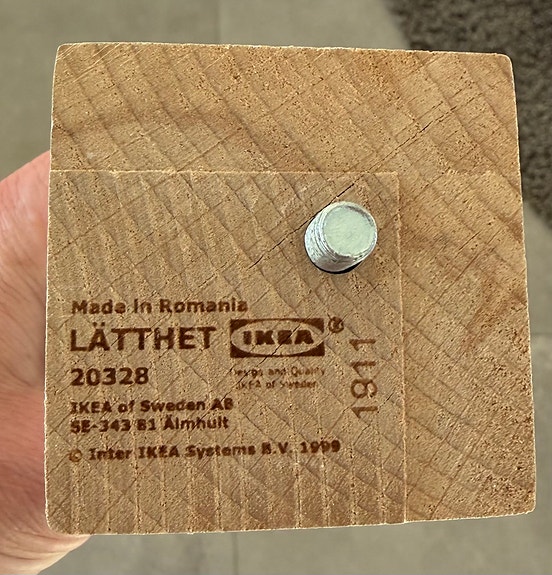 Made in Romania
LÄTTHET IKEA®
20328 Design and Quality
IKEA of Sweden
IKEA of Sweden AB
SE-343 81 Älmhult
© Inter IKEA Systems B.V. 1999
1911